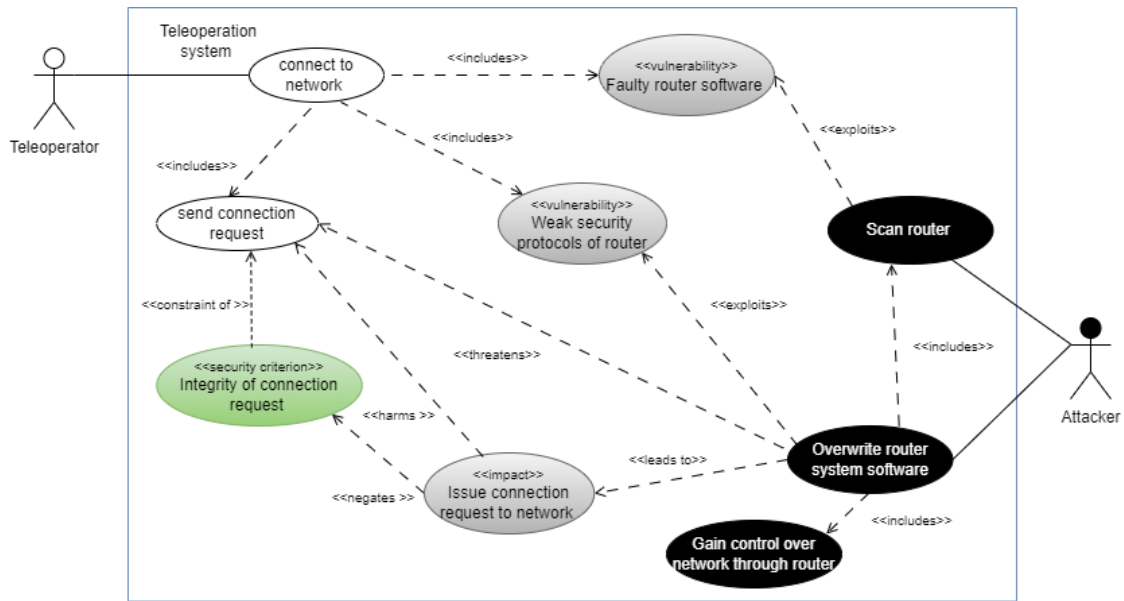 Teleoperation
system
<<includes>>
connect to
network
<<vulnerability>>
Faulty router software
Teleoperator
<<includes>>
<<exploits>>
<<includes>>
send connection
request
<<vulnerability>>
Weak security
protocols of router
Scan router
<<constraint of >>
<<exploits>>
<<threatens>>
<<includes>>
<<security criterion>>
Integrity of connection
request
<<harms >>
Attacker
<<leads to>>
Overwrite router
system software
<<impact>>
Issue connection
request to network
<<negates >>
<<includes>>
Gain control over
network through router